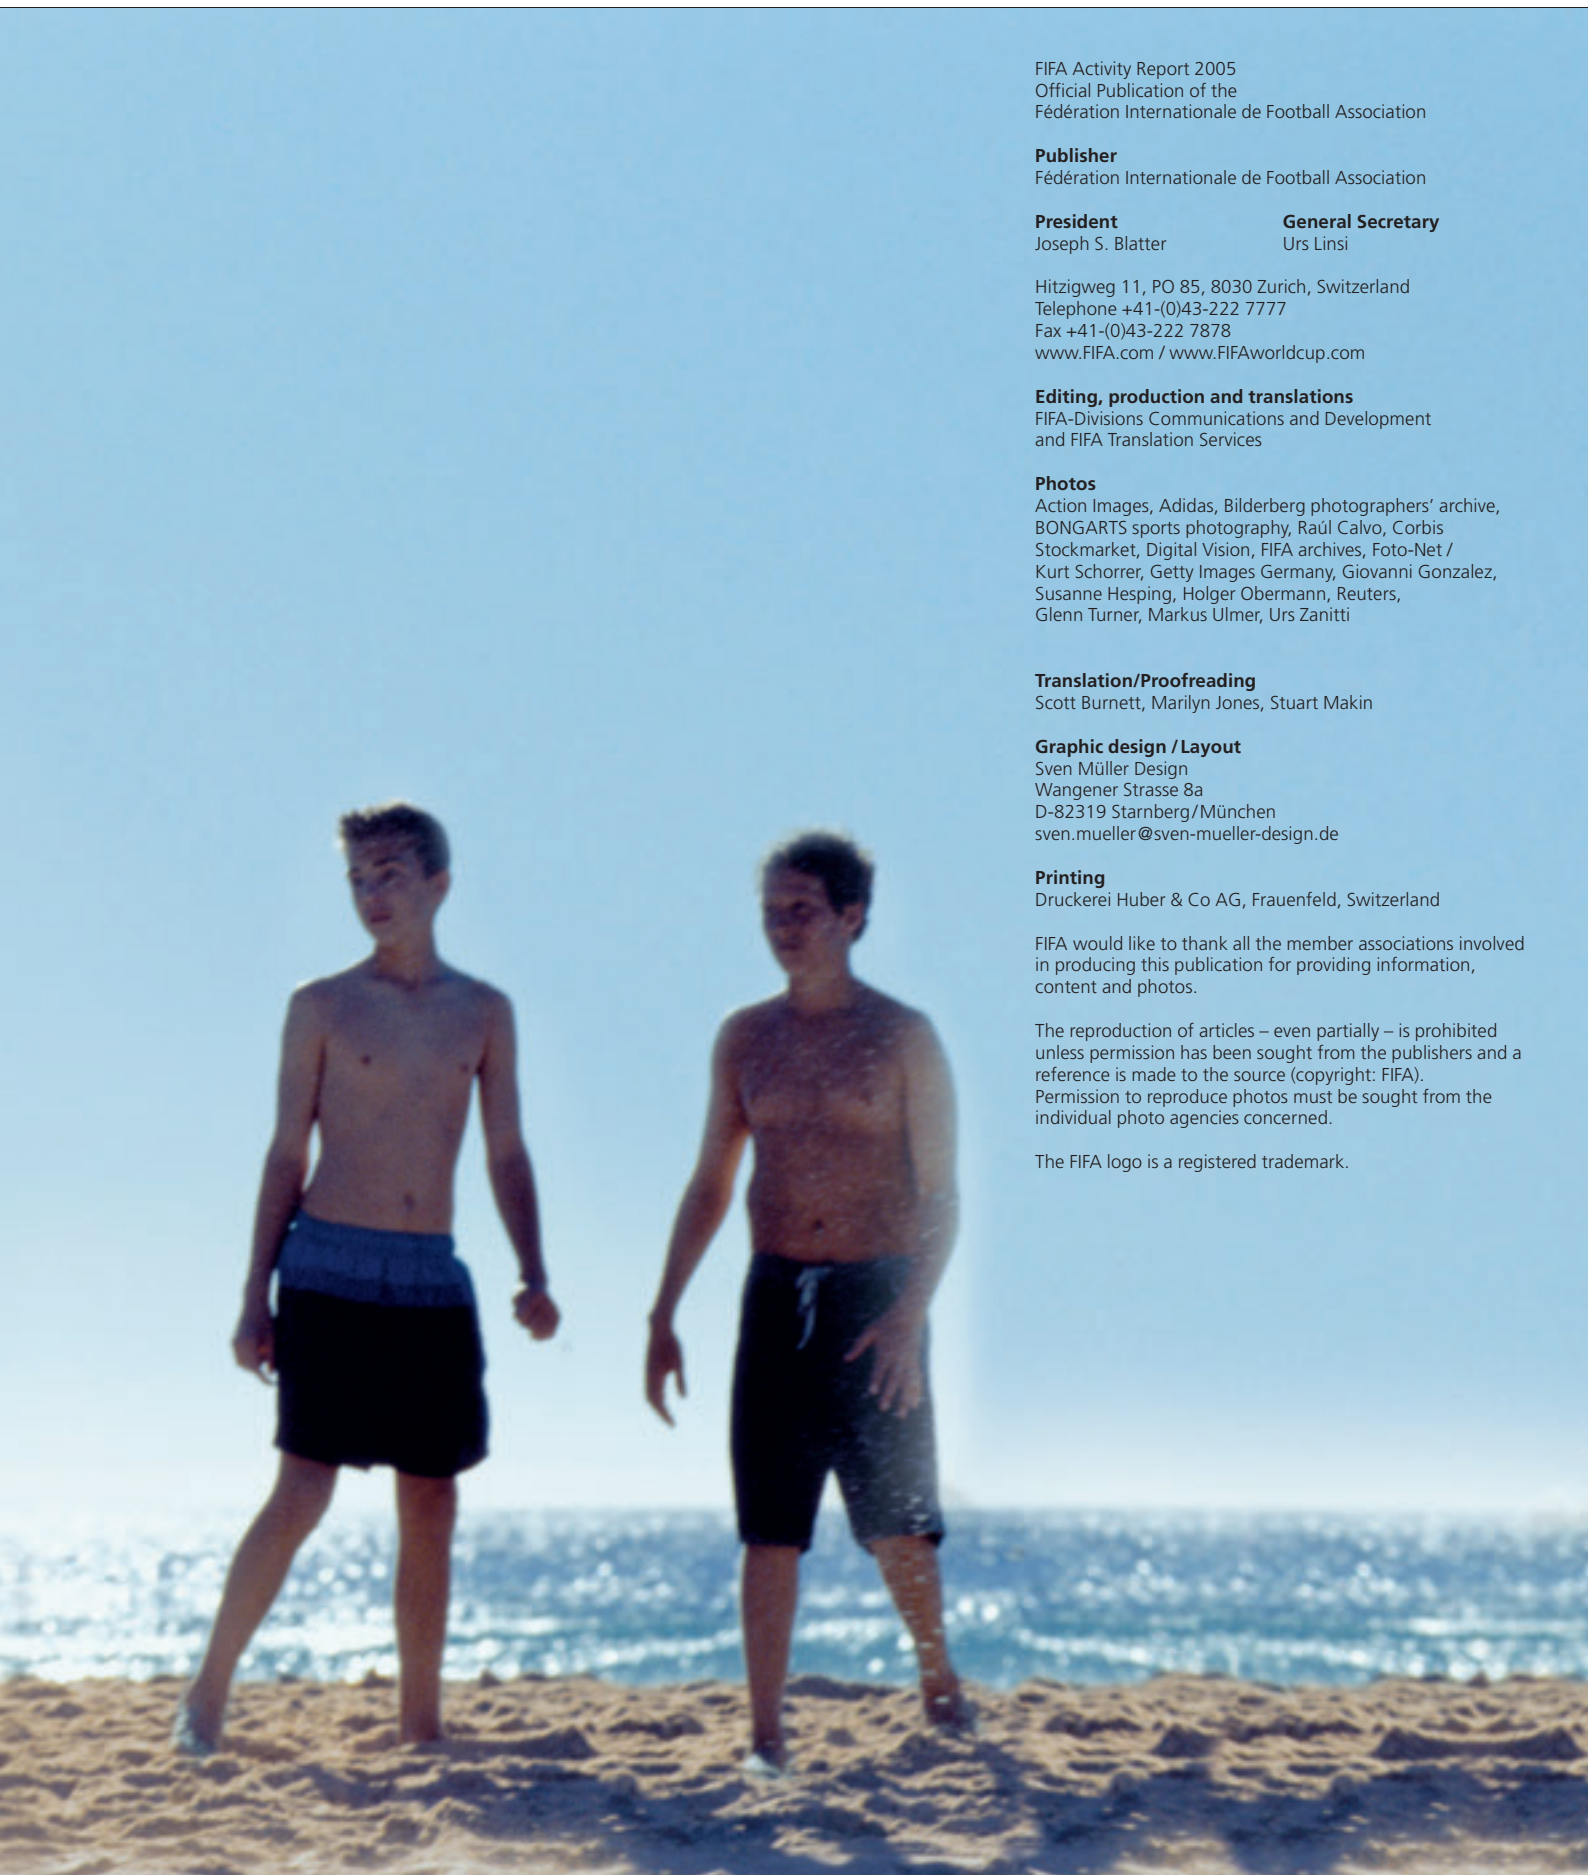 FIFA Activity Report 2005
Official Publication of the
Fédération Internationale de Football Association
Publisher
Fédération Internationale de Football Association
President
Joseph S. Blatter
General Secretary
Urs Linsi
Hitzigweg 11, PO 85, 8030 Zurich, Switzerland
Telephone +41-(0)43-222 7777
Fax +41-(0)43-222 7878
www.FIFA.com / www.FIFAworldcup.com
Editing, production and translations
FIFA-Divisions Communications and Development
and FIFA Translation Services
Photos
Action Images, Adidas, Bilderberg photographers’ archive,
BONGARTS sports photography, Raúl Calvo, Corbis
Stockmarket, Digital Vision, FIFA archives, Foto-Net /
Kurt Schorrer, Getty Images Germany, Giovanni Gonzalez,
Susanne Hesping, Holger Obermann, Reuters,
Glenn Turner, Markus Ulmer, Urs Zanitti
Translation/Proofreading
Scott Burnett, Marilyn Jones, Stuart Makin
Graphic design / Layout
Sven Müller Design
Wangener Strasse 8a
D-82319 Starnberg/München
sven.mueller@sven-mueller-design.de
Printing
Druckerei Huber & Co AG, Frauenfeld, Switzerland
FIFA would like to thank all the member associations involved
in producing this publication for providing information,
content and photos.
The reproduction of articles – even partially – is prohibited
unless permission has been sought from the publishers and a
reference is made to the source (copyright: FIFA).
Permission to reproduce photos must be sought from the
individual photo agencies concerned.
The FIFA logo is a registered trademark.